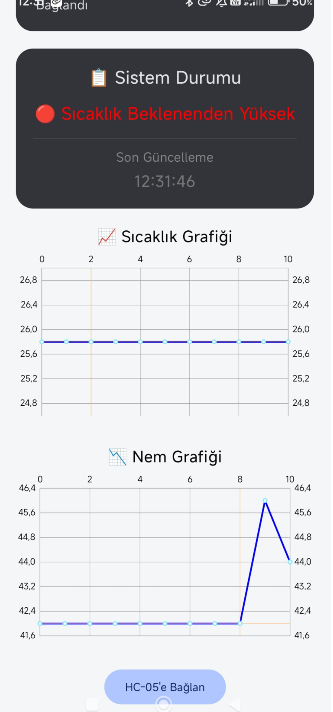 Bağlandı
50%
📋 Sistem Durumu
🔴 Sıcaklık Beklenenden Yüksek
Son Güncelleme
12:31:46
📈 Sıcaklık Grafiği
0 2 4 6 8 10
26,8 26,8
26,4 26,4
26,0 26,0
25,6 25,6
25,2 25,2
24,8 24,8
📉 Nem Grafiği
0 2 4 6 8 10
46,4 46,4
45,6 45,6
44,8 44,8
44,0 44,0
43,2 43,2
42,4 42,4
41,6 41,6
HC-05'e Bağlan